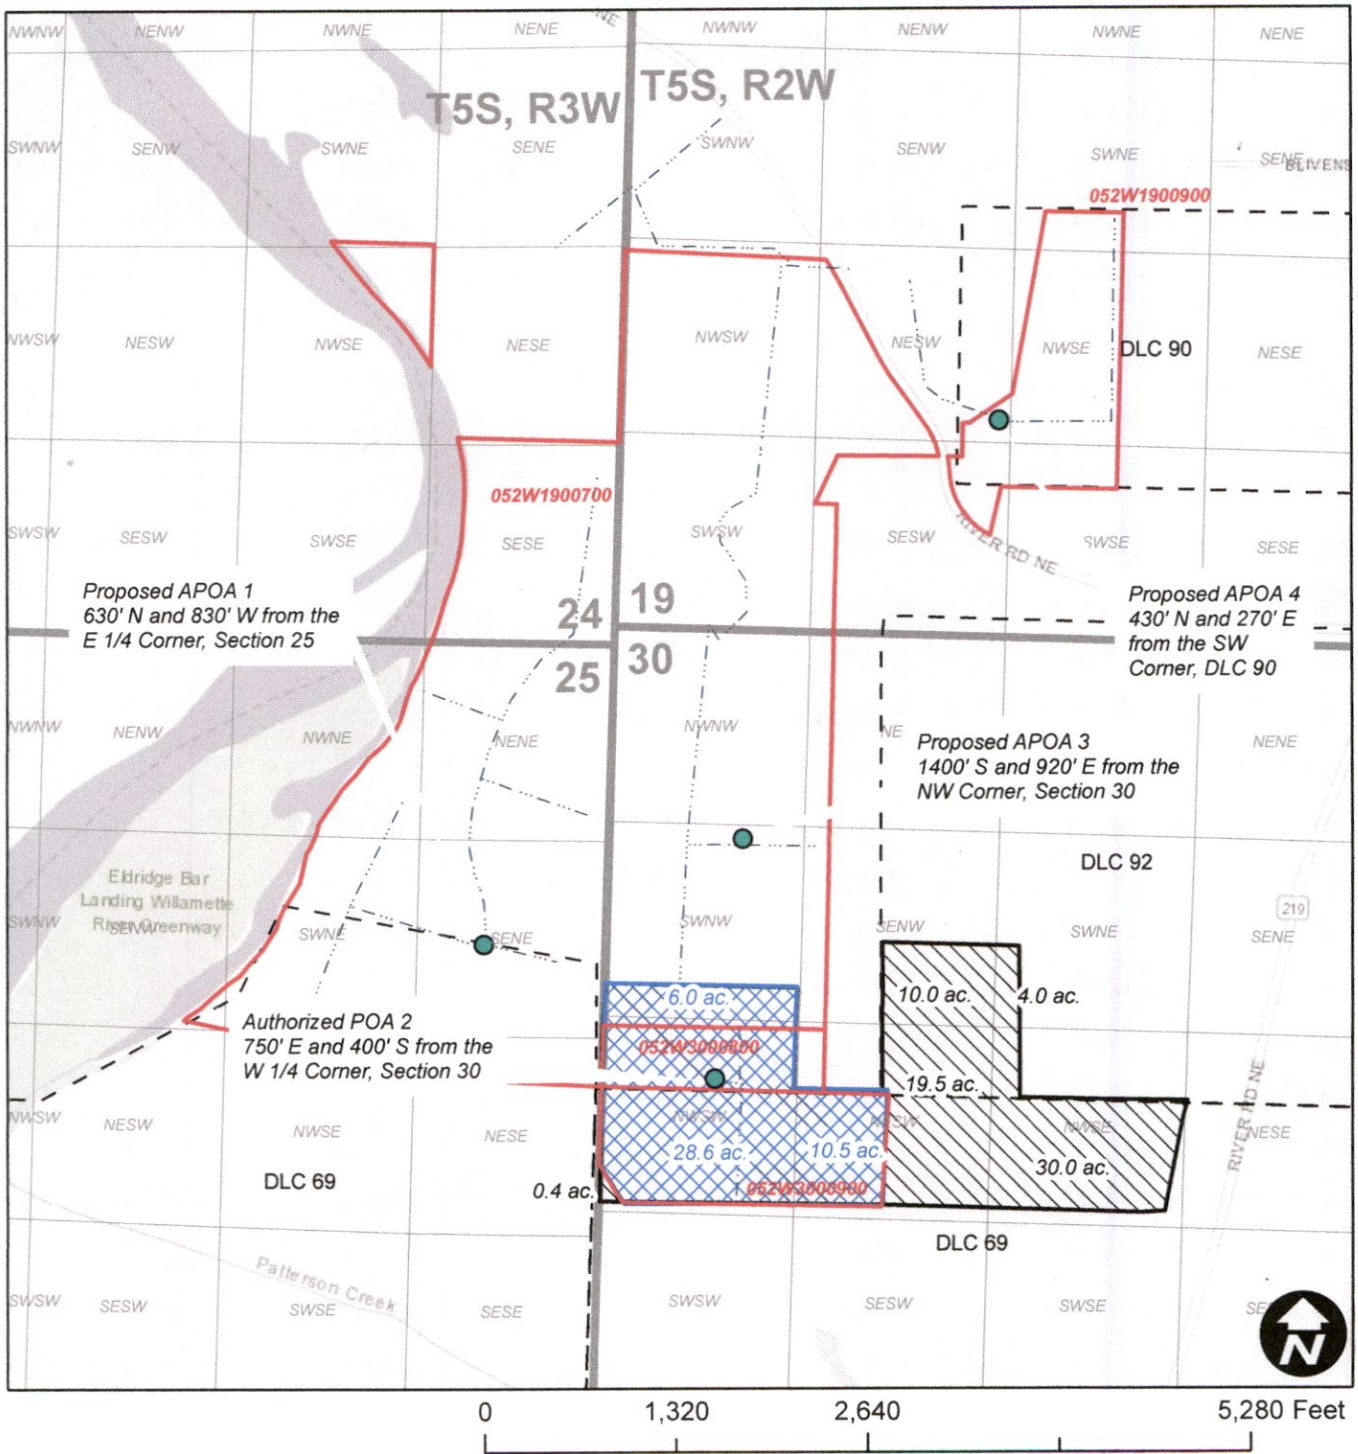 NWNW NENW NWNE NENE NE NWNW NENW NWNE NENE
T5S, R3W T5S, R2W
SWNW SENW SWNE SENE SWNW SENW SWNE SENE BLIVENS
052W1900900
NWSW NESW NWSE NESE NWSW NESW NWSE DLC 90 NESE
052W1900700
SWSW SESW SWSE SESE SWSW SESW RIVER RD NE SWSE SESE
Proposed APOA 1
630' N and 830' W from the
E 1/4 Corner, Section 25
24 19
25 30
Proposed APOA 4
430' N and 270' E
from the SW
Corner, DLC 90
NWNW NENW NWNE NENE NWNW NE NENE
Proposed APOA 3
1400' S and 920' E from the
NW Corner, Section 30
DLC 92
Eldridge Bar
Landing Willamette
River Greenway
219
SWNW SENW SWNE SENE SWNW SENW SWNE SENE
Authorized POA 2
750' E and 400' S from the
W 1/4 Corner, Section 30
6.0 ac. 10.0 ac. 4.0 ac.
052W3000800
19.5 ac.
NWSW NESW NWSE NESE NWSW NESW NWSE NESE
RIVER RD NE
28.6 ac. 10.5 ac. 30.0 ac.
DLC 69 0.4 ac. 052W3000900
DLC 69
Patterson Creek
SWSW SESW SWSE SESE SWSW SESW SWSE
N
0 1,320 2,640 5,280 Feet